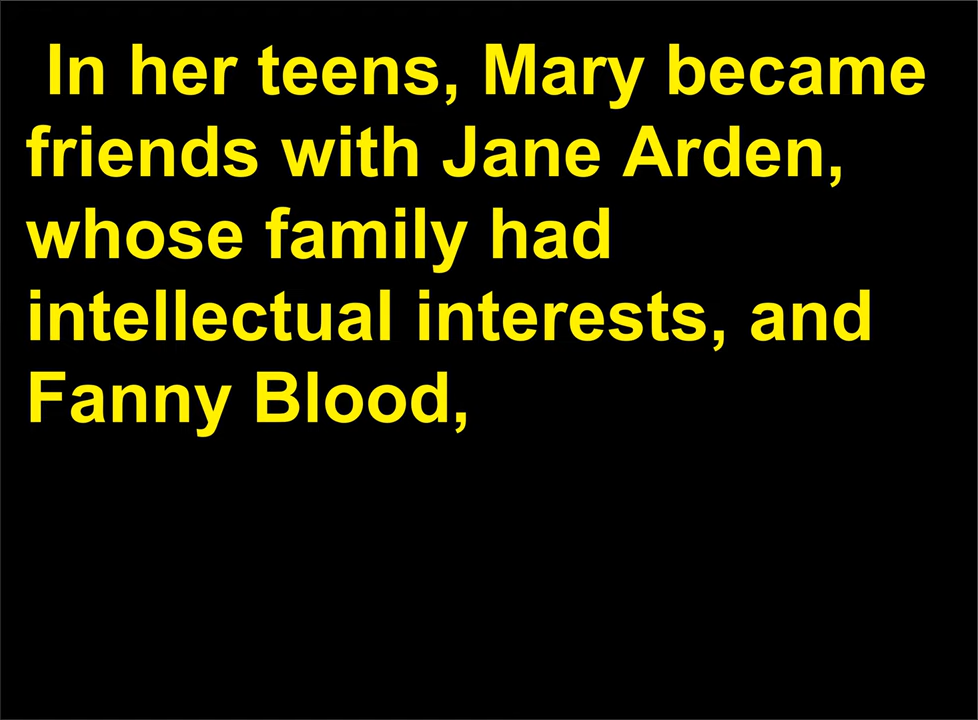 In her teens, Mary became
friends with Jane Arden,
whose family had
intellectual interests, and
Fanny Blood,